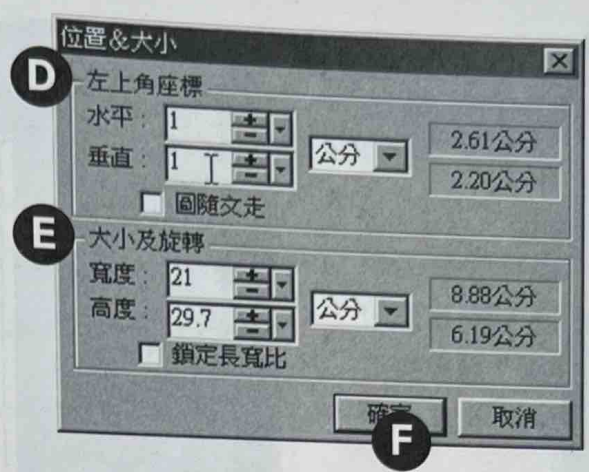 位置&大小
D
左上角座標
水平： 1 公分 2.61公分
垂直： 1 2.20公分
圖隨文走
E
大小及旋轉
寬度： 21 公分 8.88公分
高度： 29.7 6.19公分
鎖定長寬比
確定 取消
F